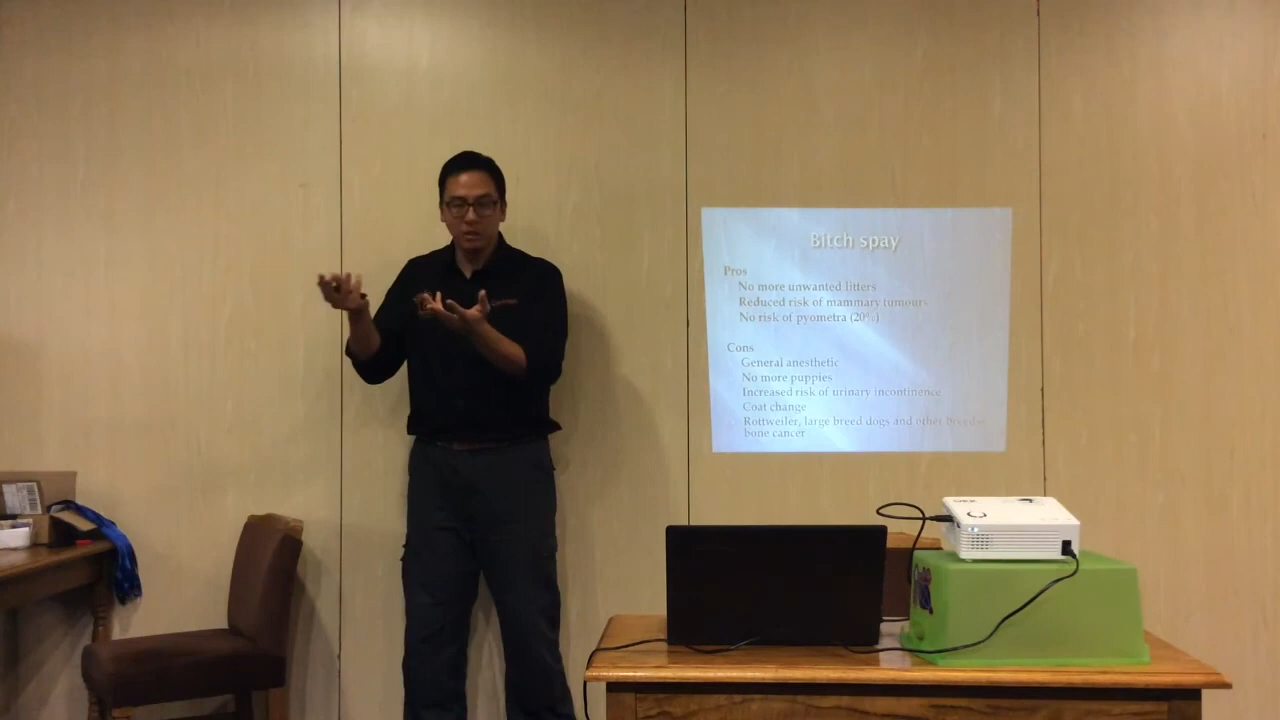 Bitch spay
Pros
No more unwanted litters
Reduced risk of mammary tumours
No risk of pyometra (20%)
Cons
General anesthetic
No more puppies
Increased risk of urinary incontinence
Coat change
Rottweiler, large breed dogs and other breeds-
bone cancer